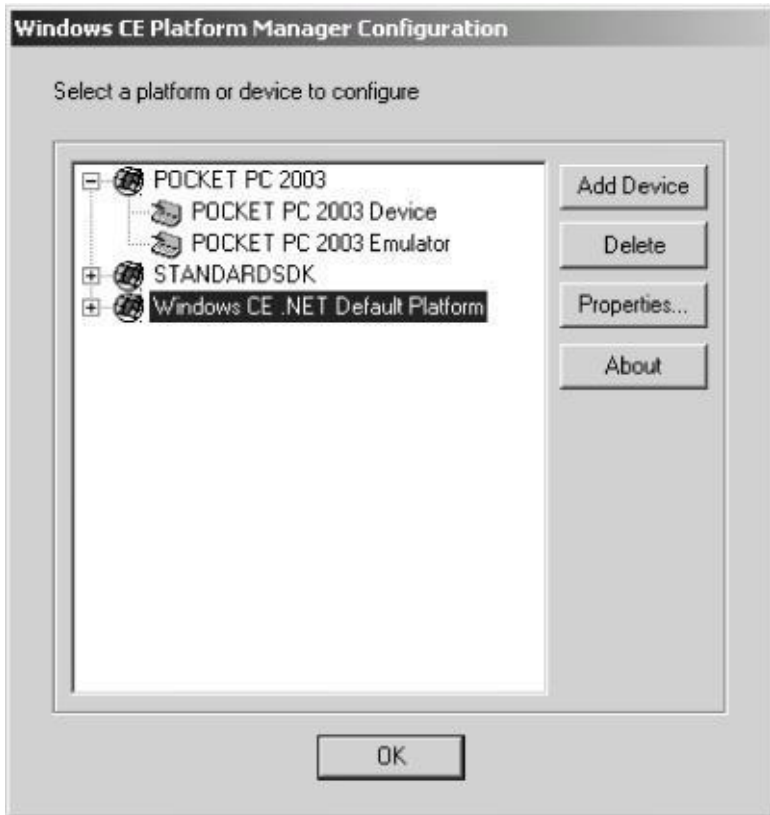 Windows CE Platform Manager Configuration
Select a platform or device to configure
POCKET PC 2003
POCKET PC 2003 Device
POCKET PC 2003 Emulator
STANDARDSDK
Windows CE .NET Default Platform
Add Device
Delete
Properties...
About
OK